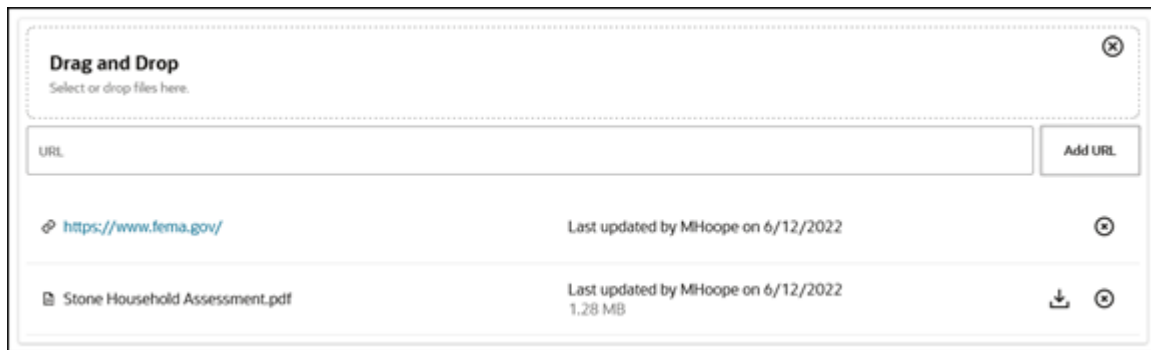 Drag and Drop
Select or drop files here.
URL
Add URL
https://www.fema.gov/
Last updated by MHoope on 6/12/2022
Stone Household Assessment.pdf
Last updated by MHoope on 6/12/2022
1.28 MB